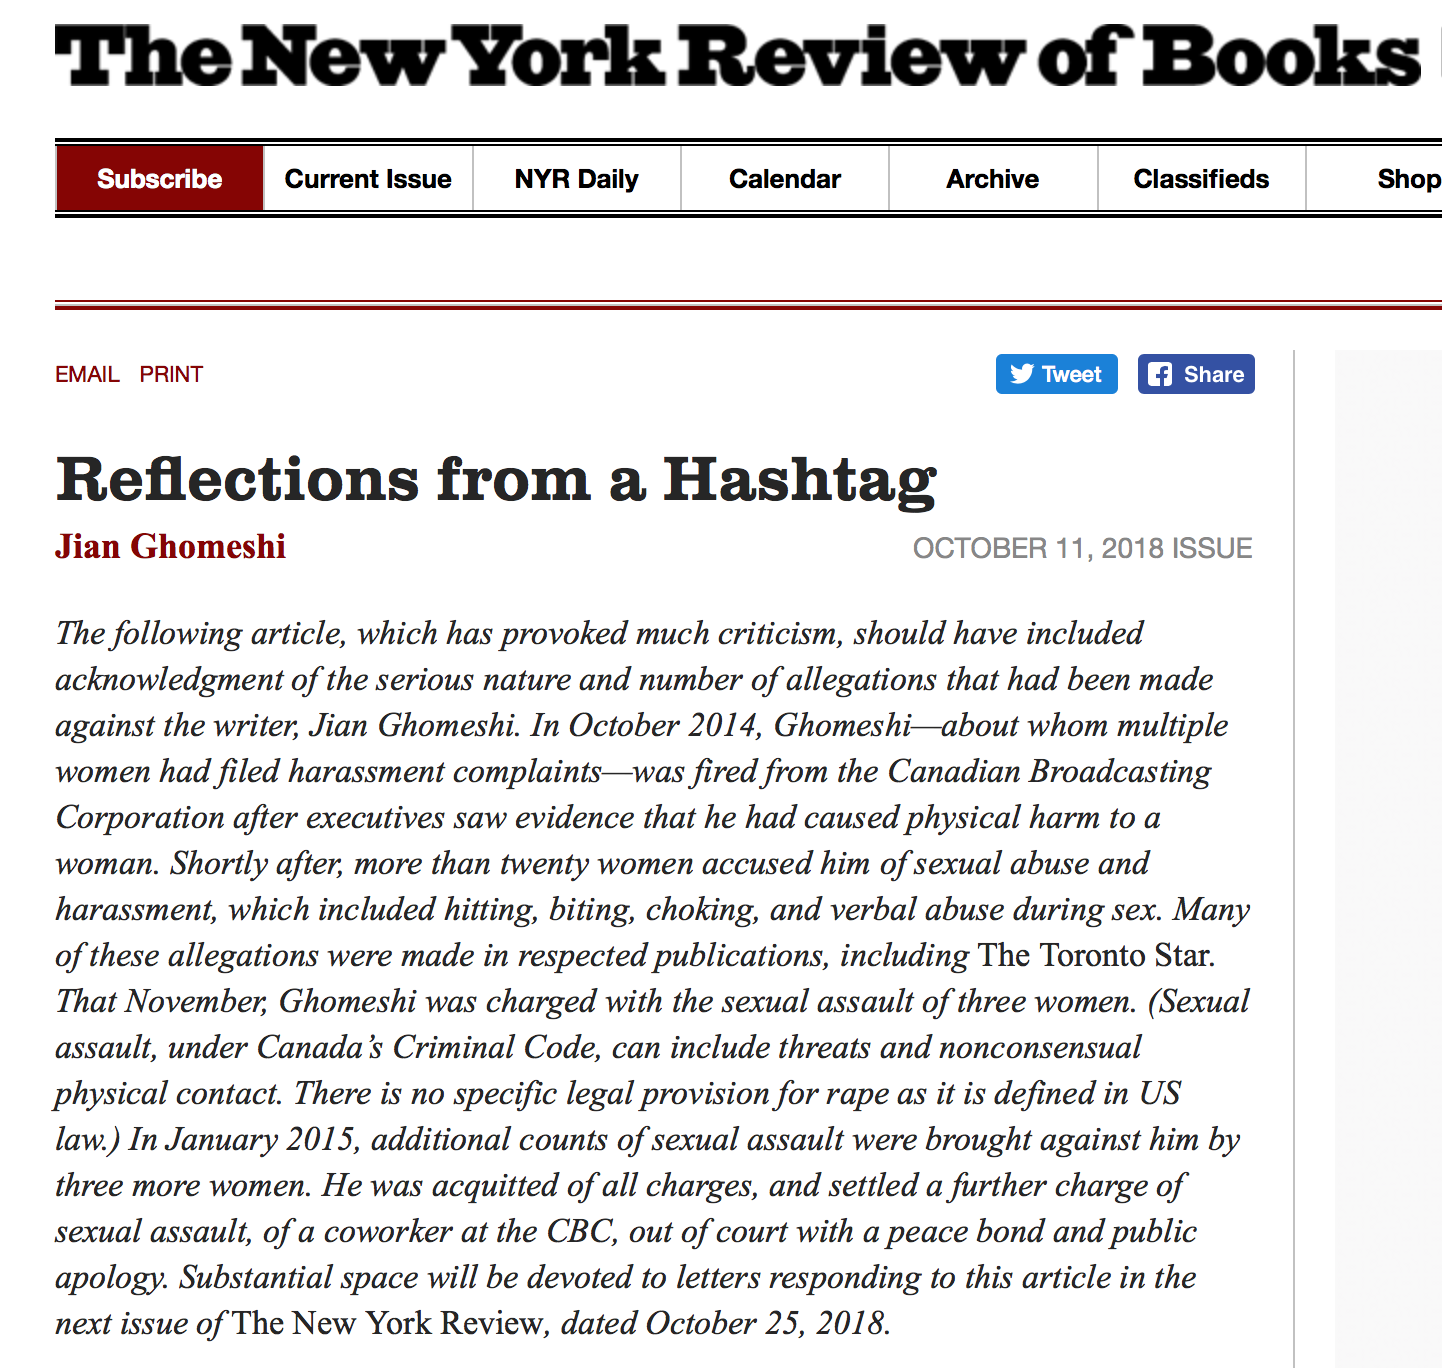 The New York Review of Books
Subscribe Current Issue NYR Daily Calendar Archive Classifieds Shop
EMAIL PRINT Tweet Share
Reflections from a Hashtag
Jian Ghomeshi OCTOBER 11, 2018 ISSUE
The following article, which has provoked much criticism, should have included
acknowledgment of the serious nature and number of allegations that had been made
against the writer, Jian Ghomeshi. In October 2014, Ghomeshi—about whom multiple
women had filed harassment complaints—was fired from the Canadian Broadcasting
Corporation after executives saw evidence that he had caused physical harm to a
woman. Shortly after, more than twenty women accused him of sexual abuse and
harassment, which included hitting, biting, choking, and verbal abuse during sex. Many
of these allegations were made in respected publications, including The Toronto Star.
That November, Ghomeshi was charged with the sexual assault of three women. (Sexual
assault, under Canada’s Criminal Code, can include threats and nonconsensual
physical contact. There is no specific legal provision for rape as it is defined in US
law.) In January 2015, additional counts of sexual assault were brought against him by
three more women. He was acquitted of all charges, and settled a further charge of
sexual assault, of a coworker at the CBC, out of court with a peace bond and public
apology. Substantial space will be devoted to letters responding to this article in the
next issue of The New York Review, dated October 25, 2018.